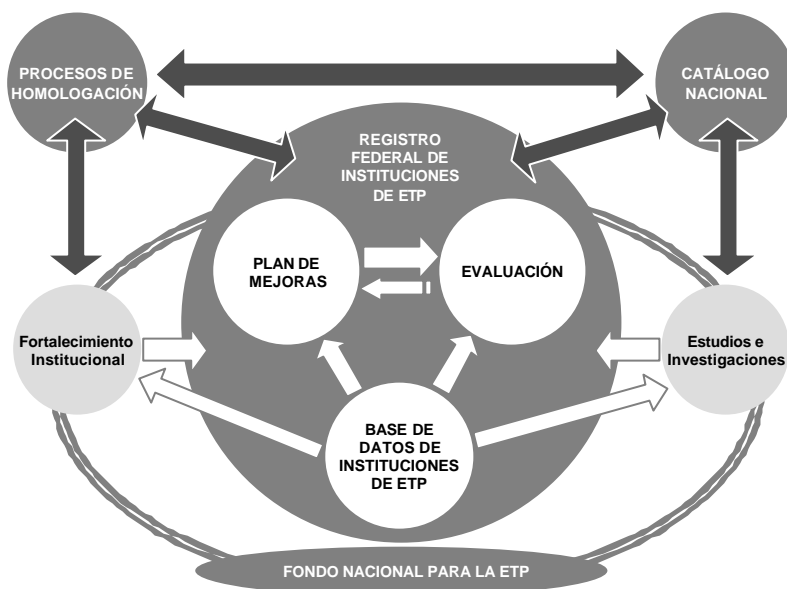 PROCESOS DE
HOMOLOGACIÓN
CATÁLOGO
NACIONAL
REGISTRO
FEDERAL DE
INSTITUCIONES
DE ETP
PLAN DE
MEJORAS
EVALUACIÓN
Fortalecimiento
Institucional
Estudios e
Investigaciones
BASE DE
DATOS DE
INSTITUCIONES
DE ETP
FONDO NACIONAL PARA LA ETP